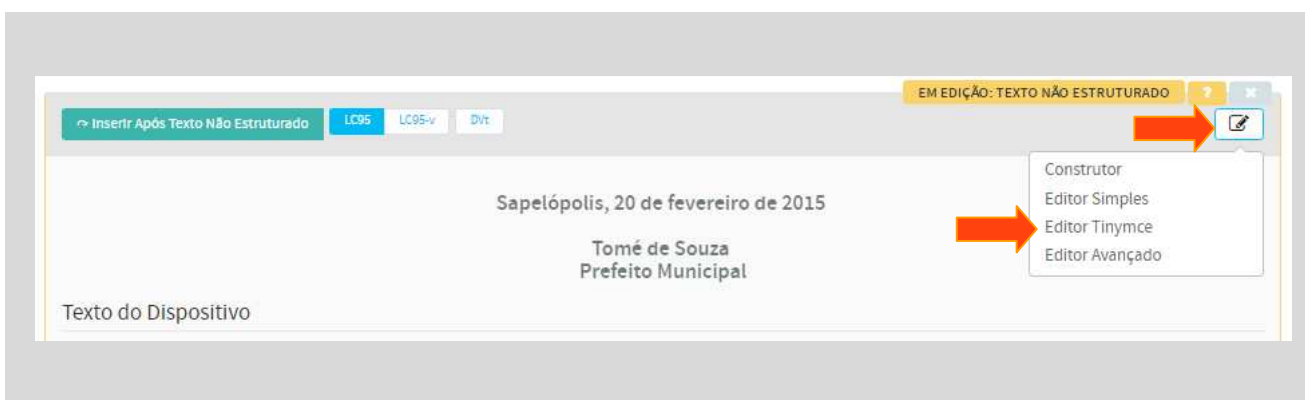 EM EDIÇÃO: TEXTO NÃO ESTRUTURADO ? ×
Inserir Após Texto Não Estruturado LC95 LC95-v DVt
Construtor
Editor Simples
Editor Tinymce
Editor Avançado
Sapelópolis, 20 de fevereiro de 2015
Tomé de Souza
Prefeito Municipal
Texto do Dispositivo